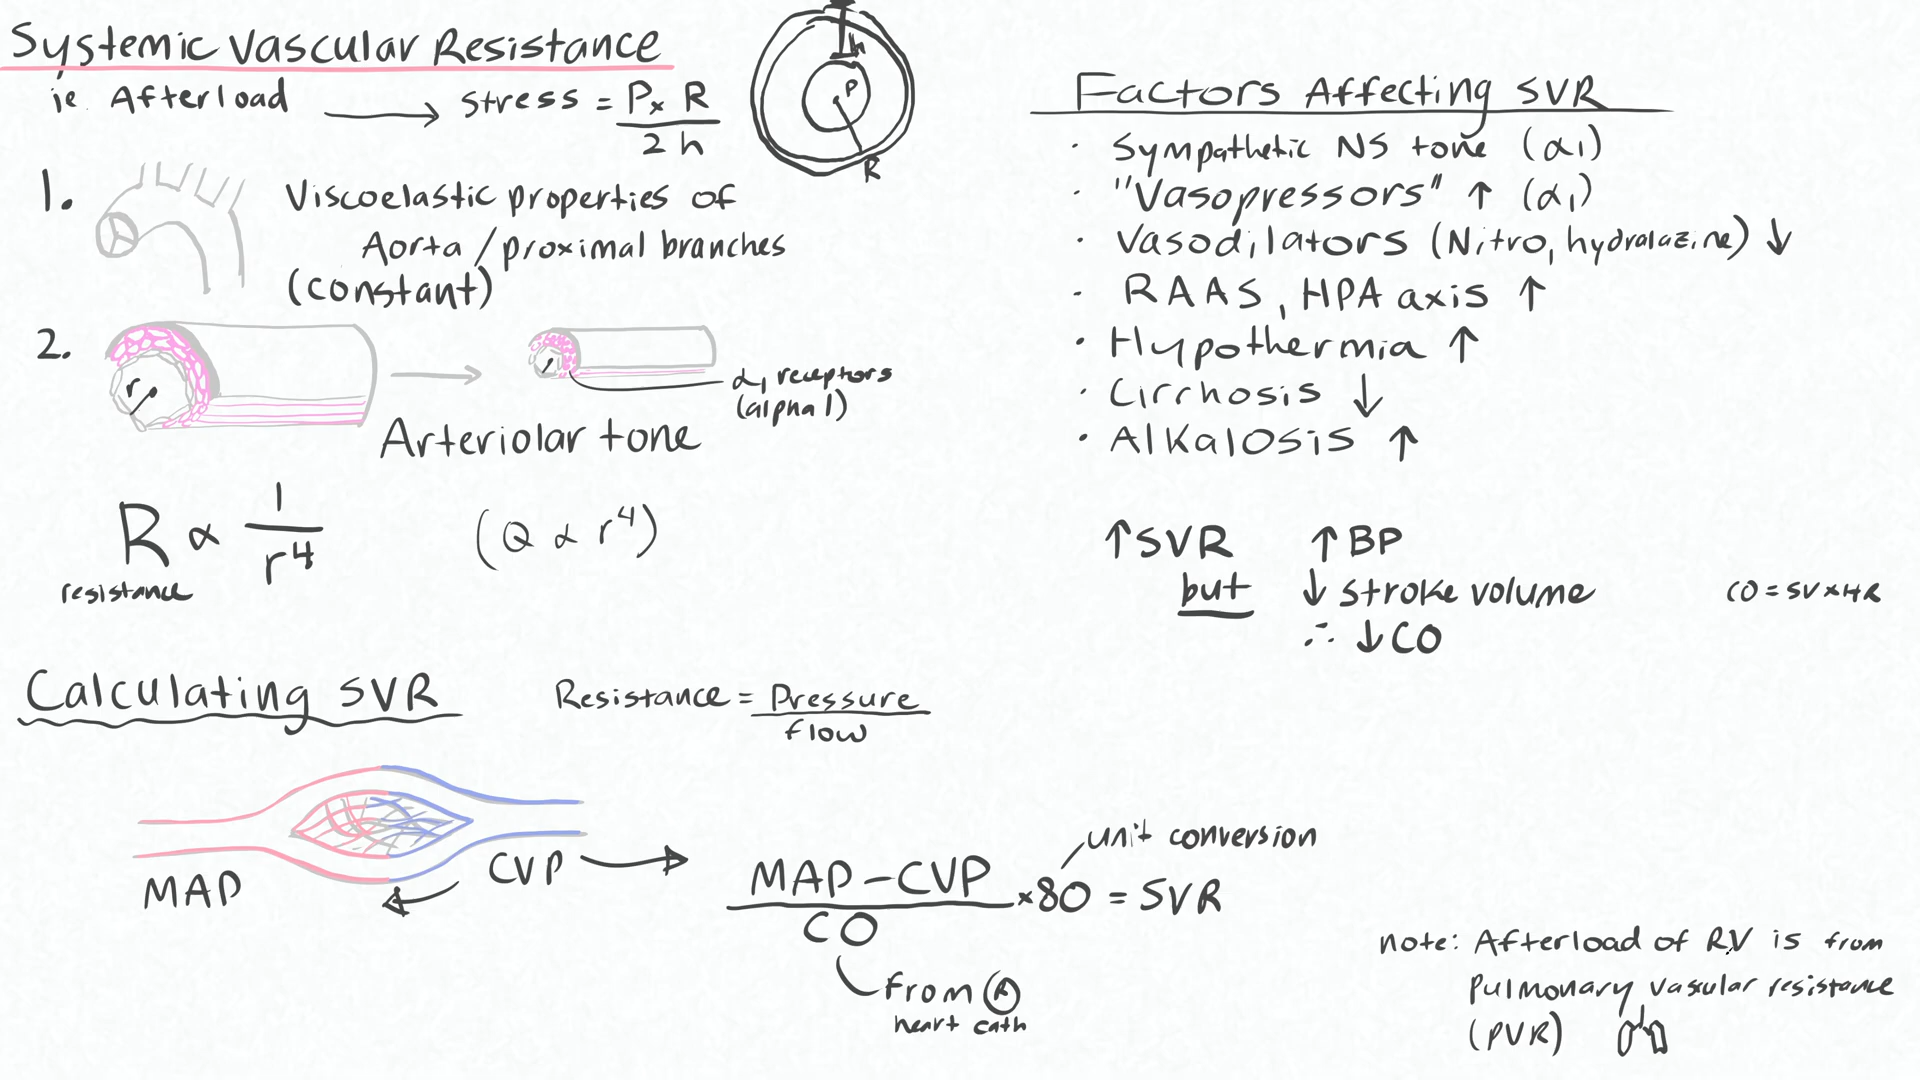 Systemic Vascular Resistance
ie. Afterload → stress = P x R / 2h
h
P
R
1. Viscoelastic properties of
Aorta / proximal branches
(constant)
2.
r
α1 receptors
(alpha 1)
Arteriolar tone
R ∝ 1 / r⁴ (Q ∝ r⁴)
resistance
Calculating SVR
Resistance = Pressure / flow
MAP
CVP
MAP - CVP / CO × 80 = SVR
unit conversion
from Ⓡ
heart cath
Factors Affecting SVR
· Sympathetic NS tone (α1)
· "Vasopressors" ↑ (α1)
· Vasodilators (Nitro, hydralazine) ↓
· RAAS, HPA axis ↑
· Hypothermia ↑
· Cirrhosis ↓
· Alkalosis ↑
↑SVR ↑BP
but ↓ stroke volume
∴ ↓CO
CO = SV x HR
note: Afterload of RV is from
Pulmonary vascular resistance
(PVR)